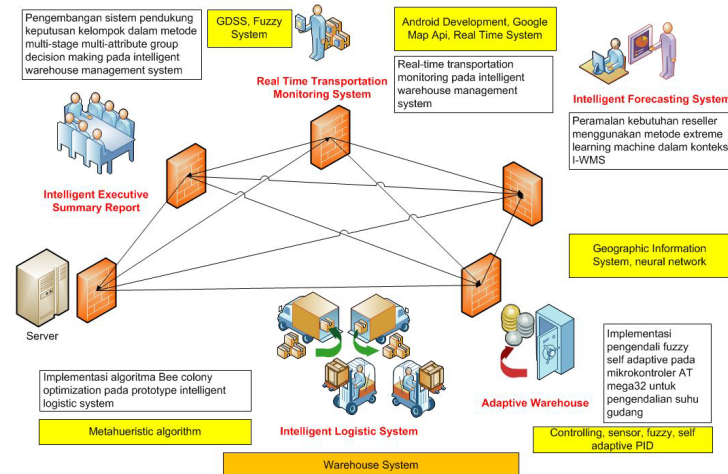 Pengembangan sistem pendukung
keputusan kelompok dalam metode
multi-stage multi-attribute group
decision making pada intelligent
warehouse management system
GDSS, Fuzzy
System
Android Development, Google
Map Api, Real Time System
Real Time Transportation
Monitoring System
Real-time transportation
monitoring pada intelligent
warehouse management
system
Intelligent Forecasting System
Peramalan kebutuhan reseller
menggunakan metode extreme
learning machine dalam konteks
I-WMS
Intelligent Executive
Summary Report
Geographic Information
System, neural network
Server
Implementasi algoritma Bee colony
optimization pada prototype intelligent
logistic system
Metahueristic algorithm
Intelligent Logistic System
Adaptive Warehouse
Implementasi
pengendali fuzzy
self adaptive pada
mikrokontroler AT
mega32 untuk
pengendalian suhu
gudang
Controlling, sensor, fuzzy, self
adaptive PID
Warehouse System